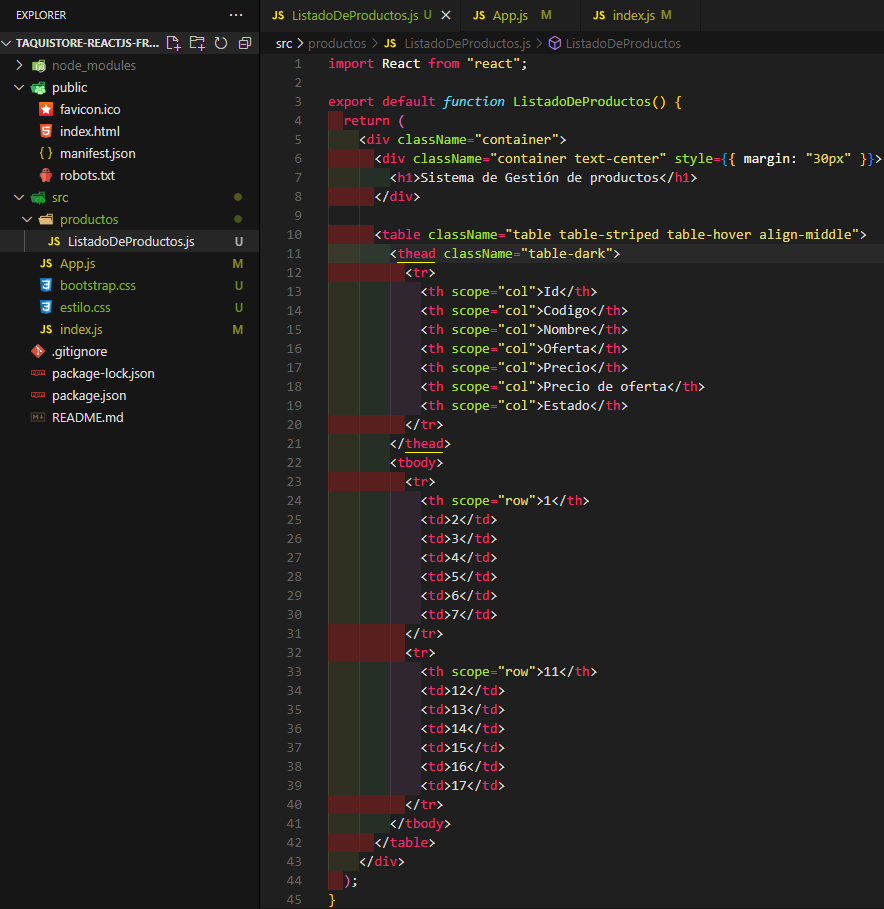 EXPLORER
TAQUISTORE-REACTJS-FR...
node_modules
public
favicon.ico
index.html
manifest.json
robots.txt
src
productos
JS ListadoDeProductos.js U
JS App.js M
bootstrap.css U
estilo.css U
JS index.js M
.gitignore
package-lock.json
package.json
README.md
JS ListadoDeProductos.js U JS App.js M JS index.js M
src > productos > JS ListadoDeProductos.js > ListadoDeProductos
1 import React from "react";
2
3 export default function ListadoDeProductos() {
4 return (
5 <div className="container">
6 <div className="container text-center" style={{ margin: "30px" }}>
7 <h1>Sistema de Gestión de productos</h1>
8 </div>
9
10 <table className="table table-striped table-hover align-middle">
11 <thead className="table-dark">
12 <tr>
13 <th scope="col">Id</th>
14 <th scope="col">Codigo</th>
15 <th scope="col">Nombre</th>
16 <th scope="col">Oferta</th>
17 <th scope="col">Precio</th>
18 <th scope="col">Precio de oferta</th>
19 <th scope="col">Estado</th>
20 </tr>
21 </thead>
22 <tbody>
23 <tr>
24 <th scope="row">1</th>
25 <td>2</td>
26 <td>3</td>
27 <td>4</td>
28 <td>5</td>
29 <td>6</td>
30 <td>7</td>
31 </tr>
32 <tr>
33 <th scope="row">11</th>
34 <td>12</td>
35 <td>13</td>
36 <td>14</td>
37 <td>15</td>
38 <td>16</td>
39 <td>17</td>
40 </tr>
41 </tbody>
42 </table>
43 </div>
44 );
45 }